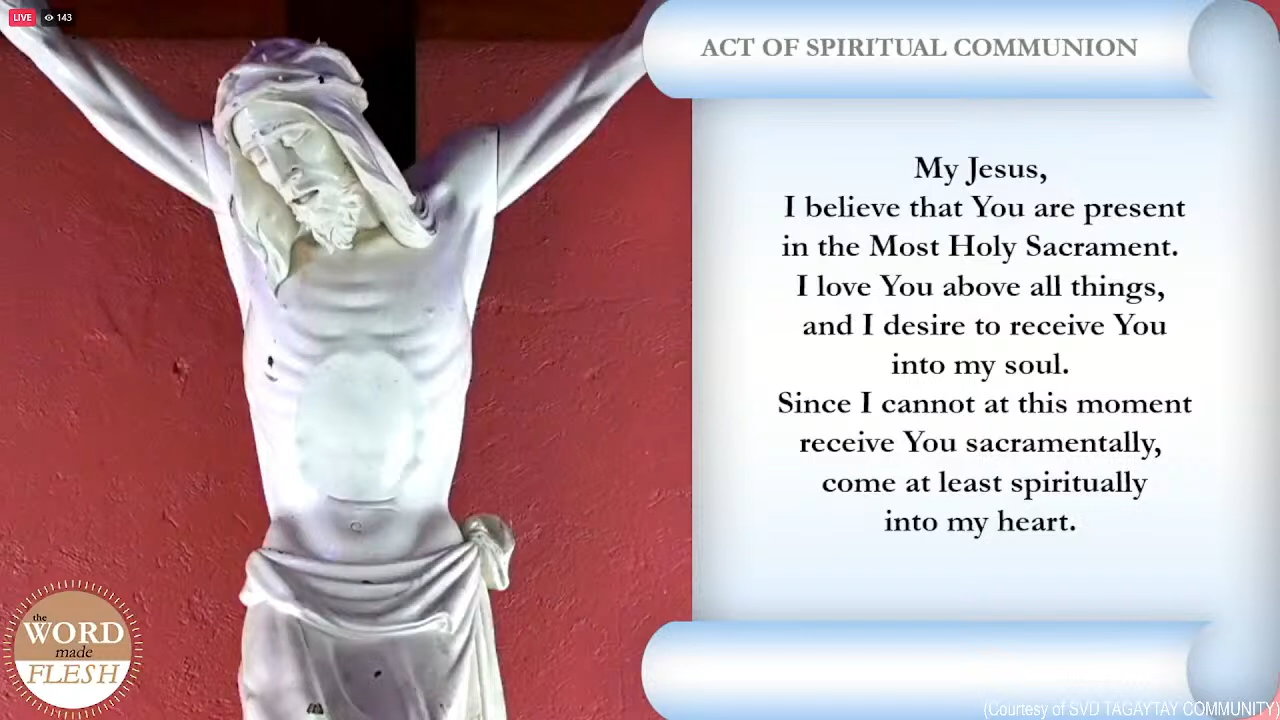 LIVE 143
ACT OF SPIRITUAL COMMUNION
My Jesus,
I believe that You are present
in the Most Holy Sacrament.
I love You above all things,
and I desire to receive You
into my soul.
Since I cannot at this moment
receive You sacramentally,
come at least spiritually
into my heart.
the
WORD
made
FLESH
(Courtesy of SVD TAGAYTAY COMMUNITY)